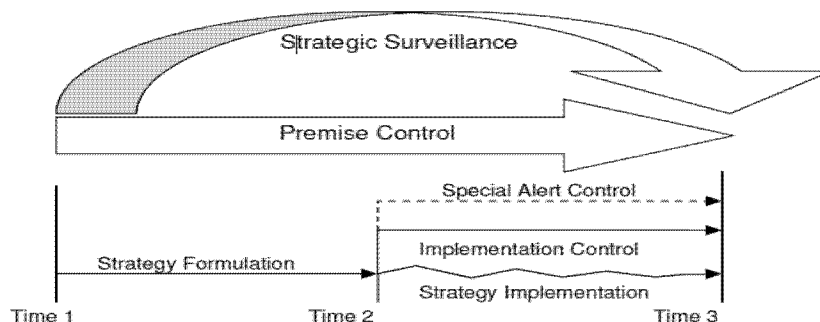 Strategic Surveillance
Premise Control
Special Alert Control
Implementation Control
Strategy Formulation
Strategy Implementation
Time 1
Time 2
Time 3